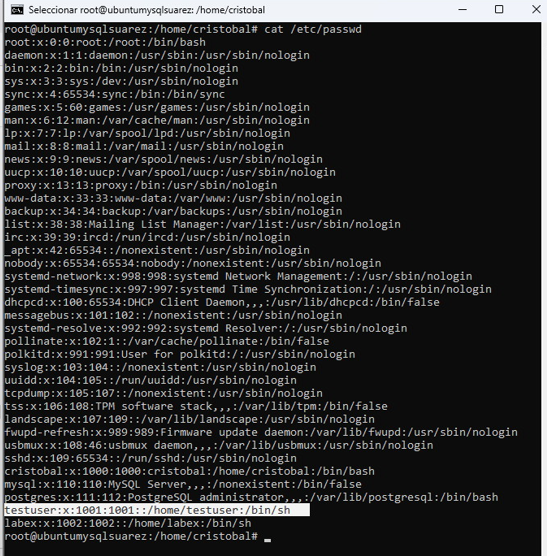 Seleccionar root@ubuntumysqlsuarez:/home/cristobal
root@ubuntumysqlsuarez:/home/cristobal# cat /etc/passwd
root:x:0:0:root:/root:/bin/bash
daemon:x:1:1:daemon:/usr/sbin:/usr/sbin/nologin
bin:x:2:2:bin:/bin:/usr/sbin/nologin
sys:x:3:3:sys:/dev:/usr/sbin/nologin
sync:x:4:65534:sync:/bin:/bin/sync
games:x:5:60:games:/usr/games:/usr/sbin/nologin
man:x:6:12:man:/var/cache/man:/usr/sbin/nologin
lp:x:7:7:lp:/var/spool/lpd:/usr/sbin/nologin
mail:x:8:8:mail:/var/mail:/usr/sbin/nologin
news:x:9:9:news:/var/spool/news:/usr/sbin/nologin
uucp:x:10:10:uucp:/var/spool/uucp:/usr/sbin/nologin
proxy:x:13:13:proxy:/bin:/usr/sbin/nologin
www-data:x:33:33:www-data:/var/www:/usr/sbin/nologin
backup:x:34:34:backup:/var/backups:/usr/sbin/nologin
list:x:38:38:Mailing List Manager:/var/list:/usr/sbin/nologin
irc:x:39:39:ircd:/run/ircd:/usr/sbin/nologin
_apt:x:42:65534::/nonexistent:/usr/sbin/nologin
nobody:x:65534:65534:nobody:/nonexistent:/usr/sbin/nologin
systemd-network:x:998:998:systemd Network Management:/:/usr/sbin/nologin
systemd-timesync:x:997:997:systemd Time Synchronization:/:/usr/sbin/nologin
dhcpcd:x:100:65534:DHCP Client Daemon,,,:/usr/lib/dhcpcd:/bin/false
messagebus:x:101:102::/nonexistent:/usr/sbin/nologin
systemd-resolve:x:992:992:systemd Resolver:/:/usr/sbin/nologin
pollinate:x:102:1::/var/cache/pollinate:/bin/false
polkitd:x:991:991:User for polkitd:/:/usr/sbin/nologin
syslog:x:103:104::/nonexistent:/usr/sbin/nologin
uuidd:x:104:105::/run/uuidd:/usr/sbin/nologin
tcpdump:x:105:107::/nonexistent:/usr/sbin/nologin
tss:x:106:108:TPM software stack,,,:/var/lib/tpm:/bin/false
landscape:x:107:109::/var/lib/landscape:/usr/sbin/nologin
fwupd-refresh:x:989:989:Firmware update daemon:/var/lib/fwupd:/usr/sbin/nologin
usbmux:x:108:46:usbmux daemon,,,:/var/lib/usbmux:/usr/sbin/nologin
sshd:x:109:65534::/run/sshd:/usr/sbin/nologin
cristobal:x:1000:1000:cristobal:/home/cristobal:/bin/bash
mysql:x:110:110:MySQL Server,,,:/nonexistent:/bin/false
postgres:x:111:112:PostgreSQL administrator,,,:/var/lib/postgresql:/bin/bash
testuser:x:1001:1001::/home/testuser:/bin/sh
labex:x:1002:1002::/home/labex:/bin/sh
root@ubuntumysqlsuarez:/home/cristobal#